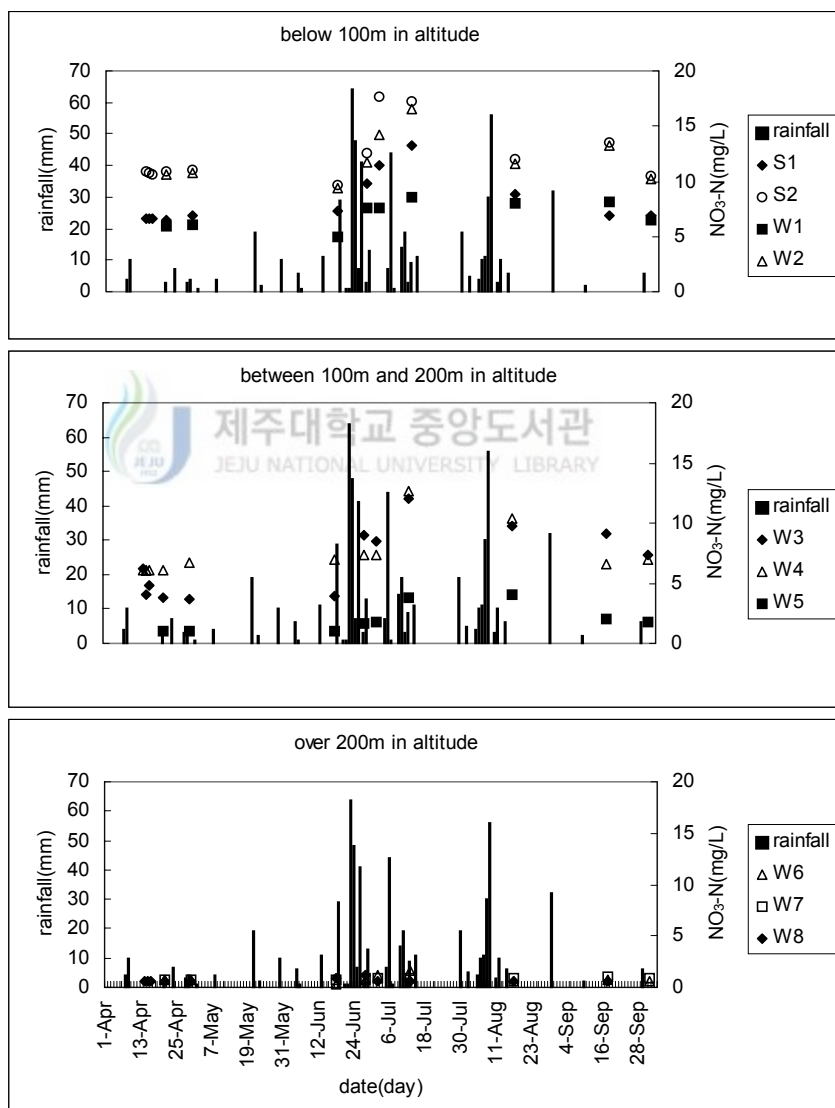 below 100m in altitude
70
60
50
40
30
20
10
0
rainfall(mm)
20
15
10
5
0
NO3-N(mg/L)
rainfall
S1
S2
W1
W2
between 100m and 200m in altitude
70
60
50
40
30
20
10
0
rainfall(mm)
20
15
10
5
0
NO3-N(mg/L)
rainfall
W3
W4
W5
제주대학교 중앙도서관
JEJU NATIONAL UNIVERSITY LIBRARY
JEJU
1952
over 200m in altitude
70
60
50
40
30
20
10
0
rainfall(mm)
20
15
10
5
0
NO3-N(mg/L)
rainfall
W6
W7
W8
1-Apr
13-Apr
25-Apr
7-May
19-May
31-May
12-Jun
24-Jun
6-Jul
18-Jul
30-Jul
11-Aug
23-Aug
4-Sep
16-Sep
28-Sep
date(day)